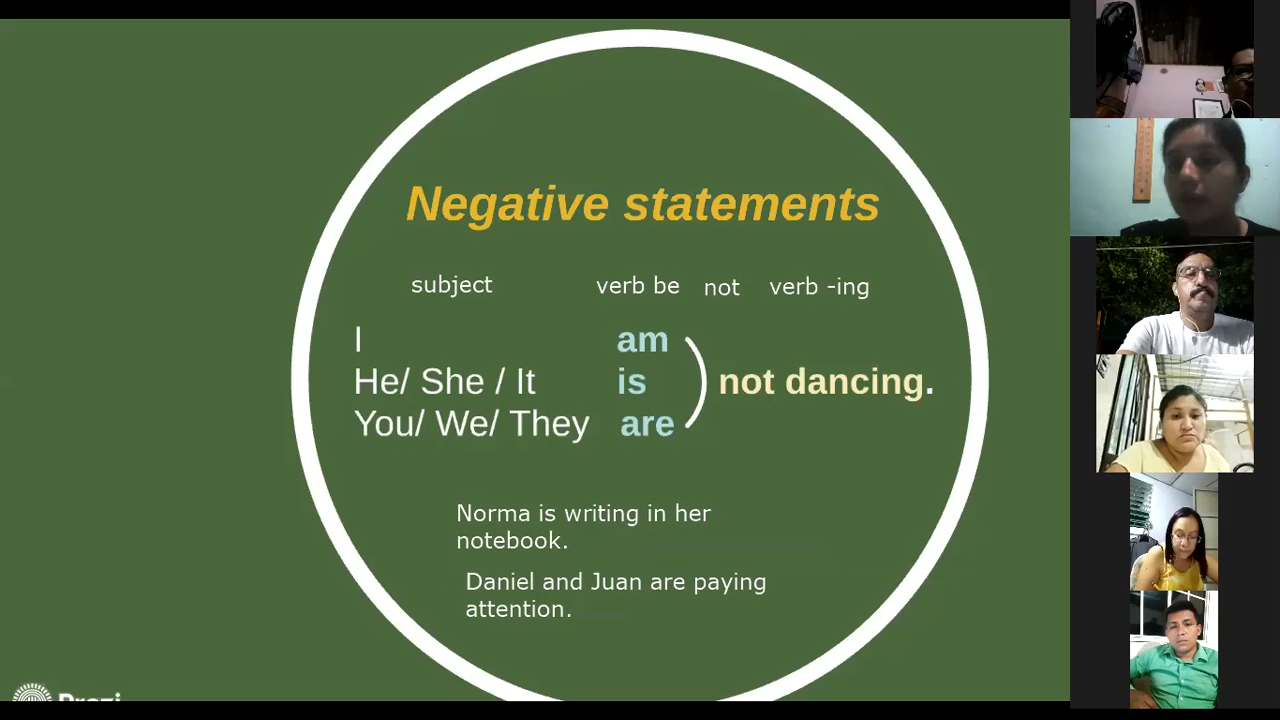 Negative statements
subject verb be not verb -ing
I am
He/ She / It is not dancing.
You/ We/ They are
Norma is writing in her
notebook.
Daniel and Juan are paying
attention.
Prezi